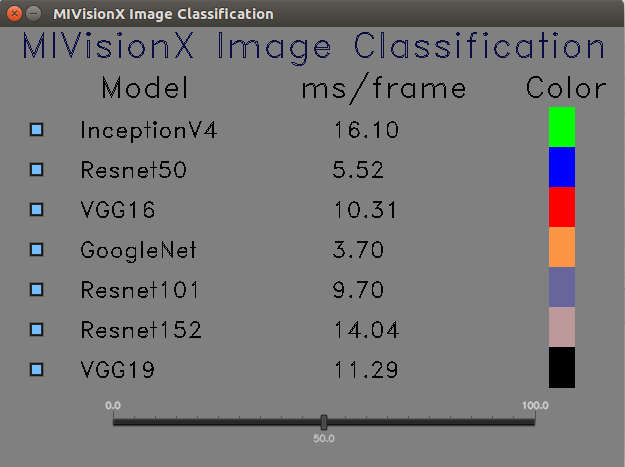 MIVisionX Image Classification
MIVisionX Image Classification
Model ms/frame Color
InceptionV4 16.10
Resnet50 5.52
VGG16 10.31
GoogleNet 3.70
Resnet101 9.70
Resnet152 14.04
VGG19 11.29
0.0 100.0
50.0